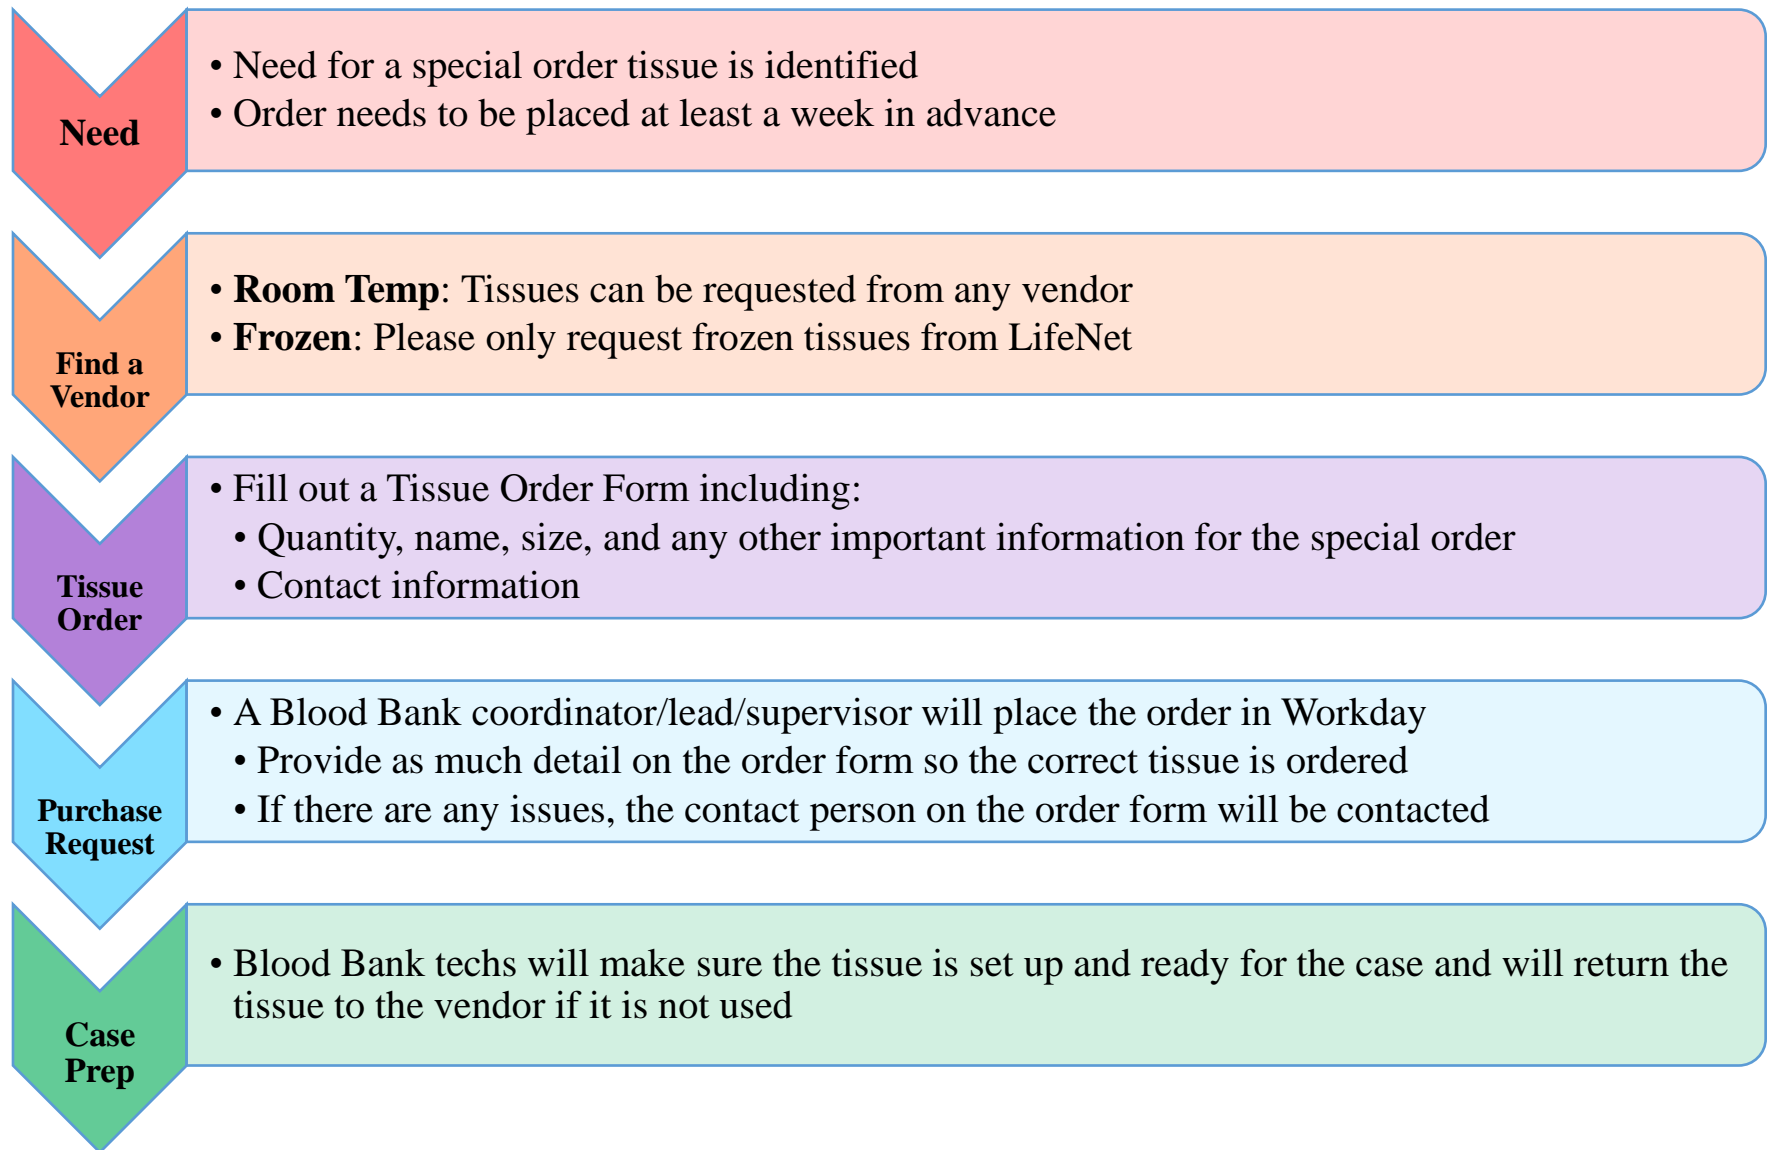 Need
• Need for a special order tissue is identified
• Order needs to be placed at least a week in advance
Find a
Vendor
• Room Temp: Tissues can be requested from any vendor
• Frozen: Please only request frozen tissues from LifeNet
Tissue
Order
• Fill out a Tissue Order Form including:
• Quantity, name, size, and any other important information for the special order
• Contact information
Purchase
Request
• A Blood Bank coordinator/lead/supervisor will place the order in Workday
• Provide as much detail on the order form so the correct tissue is ordered
• If there are any issues, the contact person on the order form will be contacted
Case
Prep
• Blood Bank techs will make sure the tissue is set up and ready for the case and will return the
tissue to the vendor if it is not used